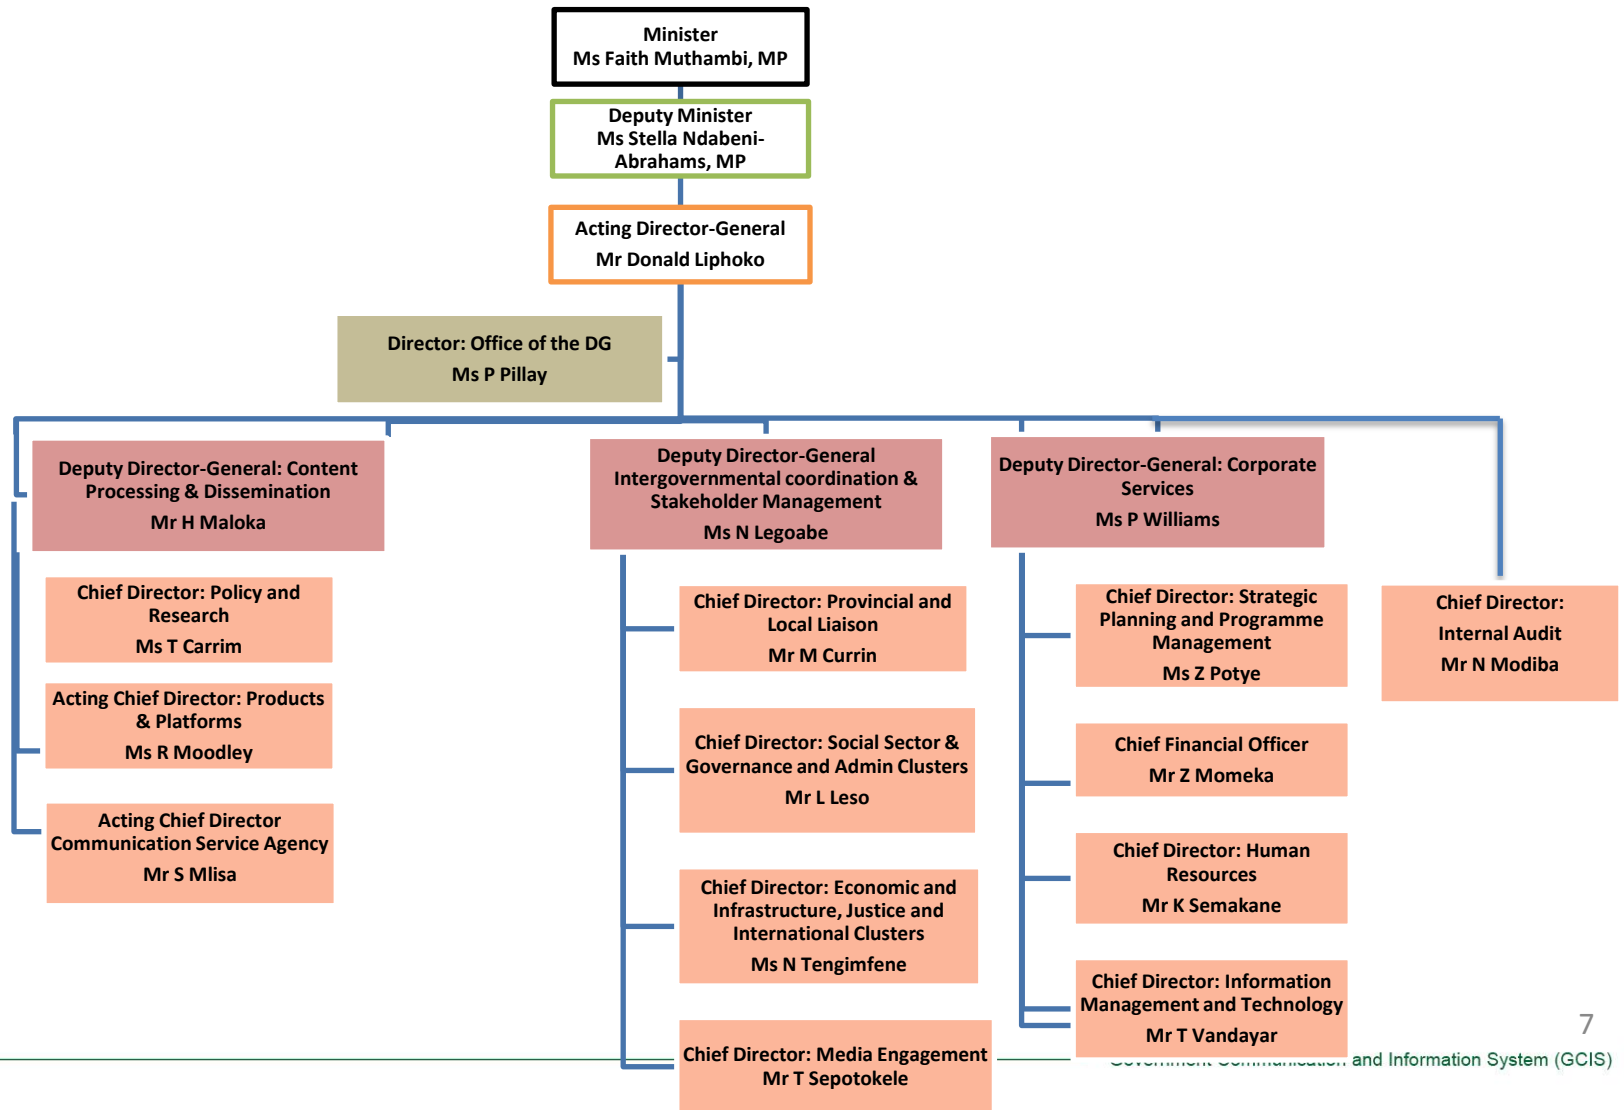 Minister
Ms Faith Muthambi, MP
Deputy Minister
Ms Stella Ndabeni-
Abrahams, MP
Acting Director-General
Mr Donald Liphoko
Director: Office of the DG
Ms P Pillay
Deputy Director-General: Content
Processing & Dissemination
Mr H Maloka
Chief Director: Policy and
Research
Ms T Carrim
Acting Chief Director: Products
& Platforms
Ms R Moodley
Acting Chief Director
Communication Service Agency
Mr S Mlisa
Deputy Director-General
Intergovernmental coordination &
Stakeholder Management
Ms N Legoabe
Chief Director: Provincial and
Local Liaison
Mr M Currin
Chief Director: Social Sector &
Governance and Admin Clusters
Mr L Leso
Chief Director: Economic and
Infrastructure, Justice and
International Clusters
Ms N Tengimfene
Chief Director: Media Engagement
Mr T Sepotokele
Deputy Director-General: Corporate
Services
Ms P Williams
Chief Director: Strategic
Planning and Programme
Management
Ms Z Potye
Chief Financial Officer
Mr Z Momeka
Chief Director: Human
Resources
Mr K Semakane
Chief Director: Information
Management and Technology
Mr T Vandayar
Chief Director:
Internal Audit
Mr N Modiba
7
Government Communication and Information System (GCIS)